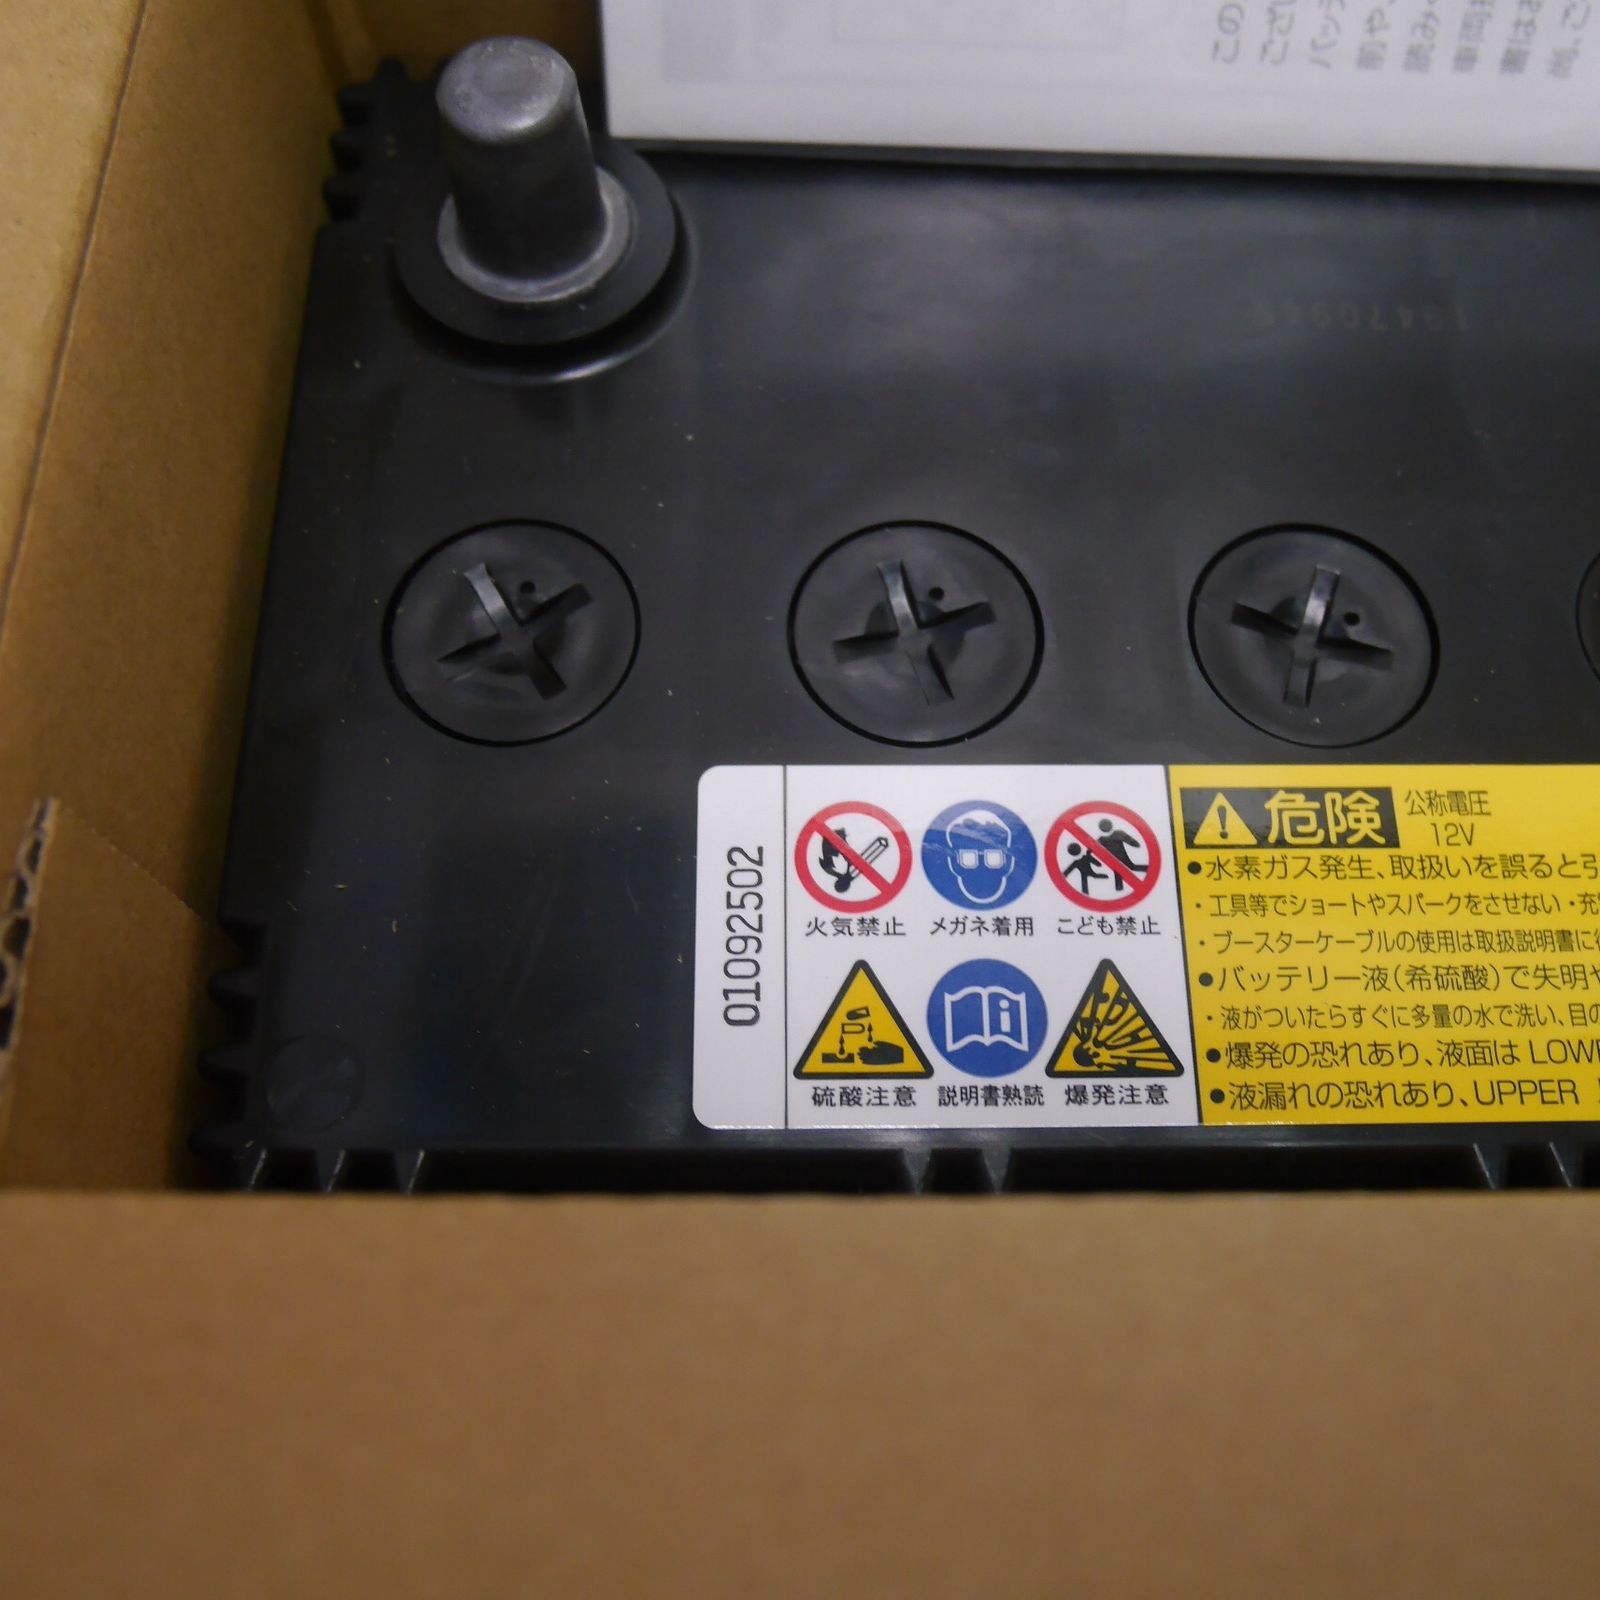 01092502
火気禁止
メガネ着用
こども禁止
硫酸注意
説明書熟読
爆発注意
危険
公称電圧
12V
●水素ガス発生、取扱いを誤ると引
・工具等でショートやスパークをさせない・充
・ブースターケーブルの使用は取扱説明書に
●バッテリー液(希硫酸)で失明
・液がついたらすぐに多量の水で洗い、目の
●爆発の恐れあり、液面は LOW
●液漏れの恐れあり、UPPER